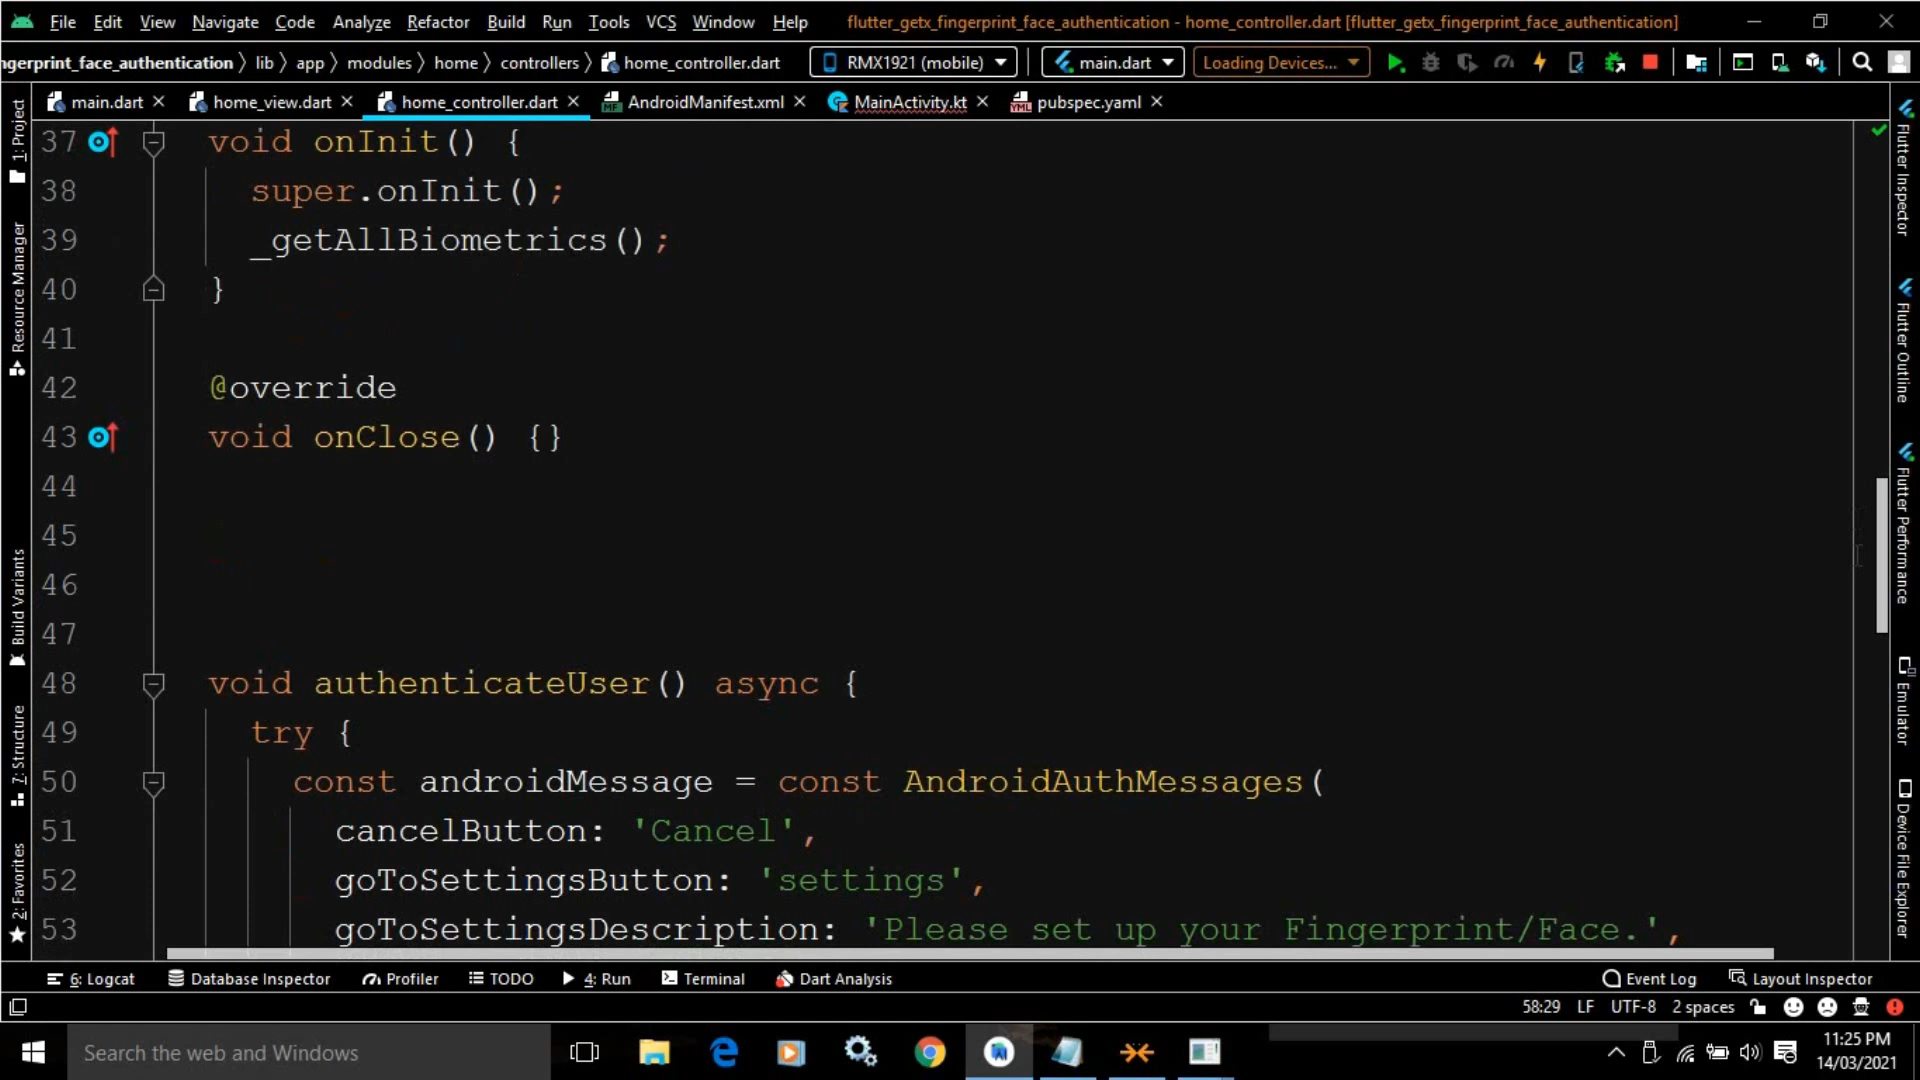 File Edit View Navigate Code Analyze Refactor Build Run Tools VCS Window Help flutter_getx_fingerprint_face_authentication - home_controller.dart [flutter_getx_fingerprint_face_authentication]
ngerprint_face_authentication lib app modules home controllers home_controller.dart RMX1921 (mobile) main.dart Loading Devices...
main.dart home_view.dart home_controller.dart AndroidManifest.xml MainActivity.kt pubspec.yaml
37 void onInit() {
38 super.onInit();
39 _getAllBiometrics();
40 }
41
42 @override
43 void onClose() {}
44
45
46
47
48 void authenticateUser() async {
49 try {
50 const androidMessage = const AndroidAuthMessages(
51 cancelButton: 'Cancel',
52 goToSettingsButton: 'settings',
53 goToSettingsDescription: 'Please set up your Fingerprint/Face.',
1: Project
Resource Manager
Build Variants
7: Structure
2: Favorites
Flutter Inspector
Flutter Outline
Flutter Performance
Emulator
Device File Explorer
6: Logcat Database Inspector Profiler TODO 4: Run Terminal Dart Analysis Event Log Layout Inspector
58:29 LF UTF-8 2 spaces
Search the web and Windows
11:25 PM
14/03/2021